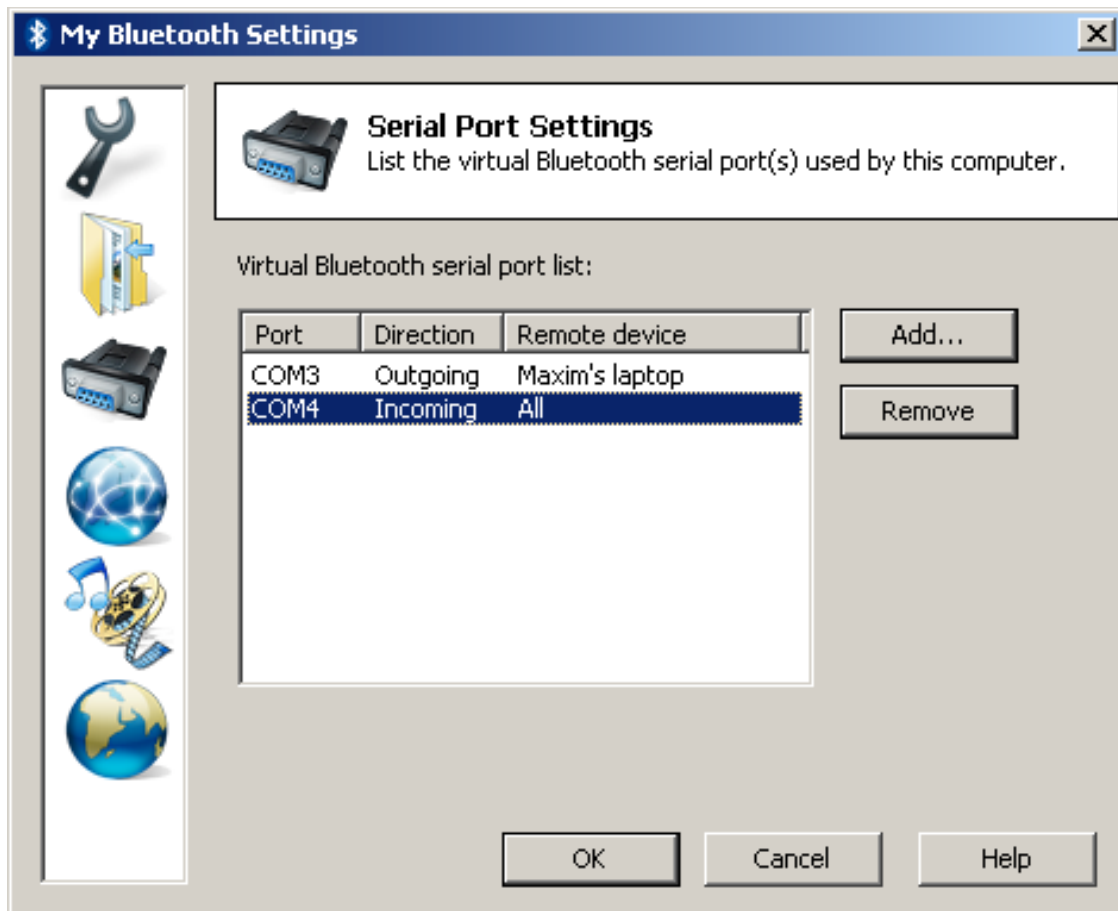 My Bluetooth Settings
Serial Port Settings
List the virtual Bluetooth serial port(s) used by this computer.
Virtual Bluetooth serial port list:
Port Direction Remote device
COM3 Outgoing Maxim's laptop
COM4 Incoming All
Add...
Remove
OK Cancel Help